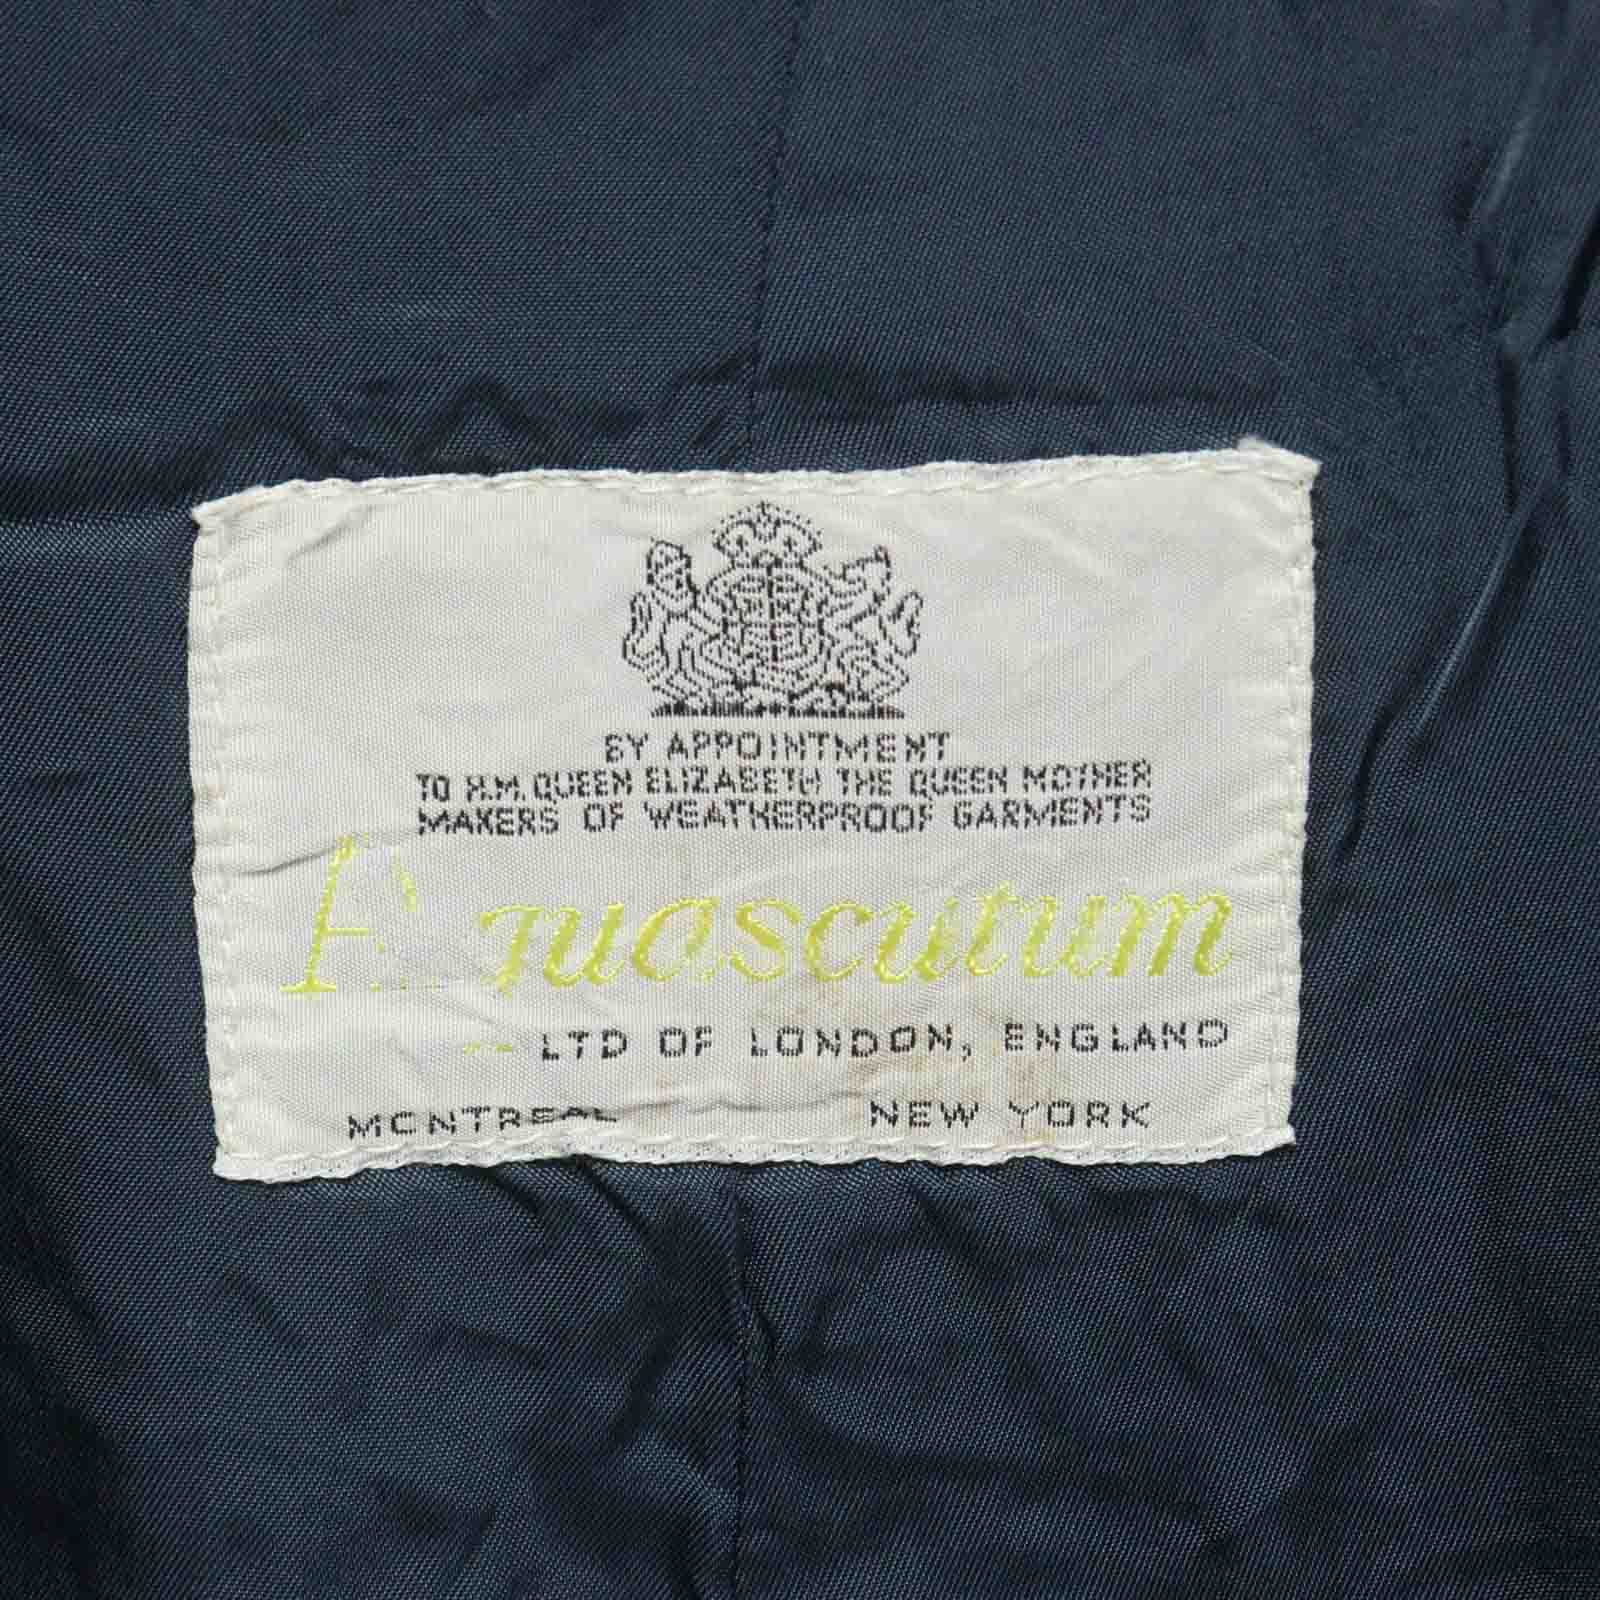 BY APPOINTMENT
TO H.M. QUEEN ELIZABETH THE QUEEN MOTHER
MAKERS OF WEATHERPROOF GARMENTS
Aquascutum
LTD OF LONDON, ENGLAND
MONTREAL NEW YORK